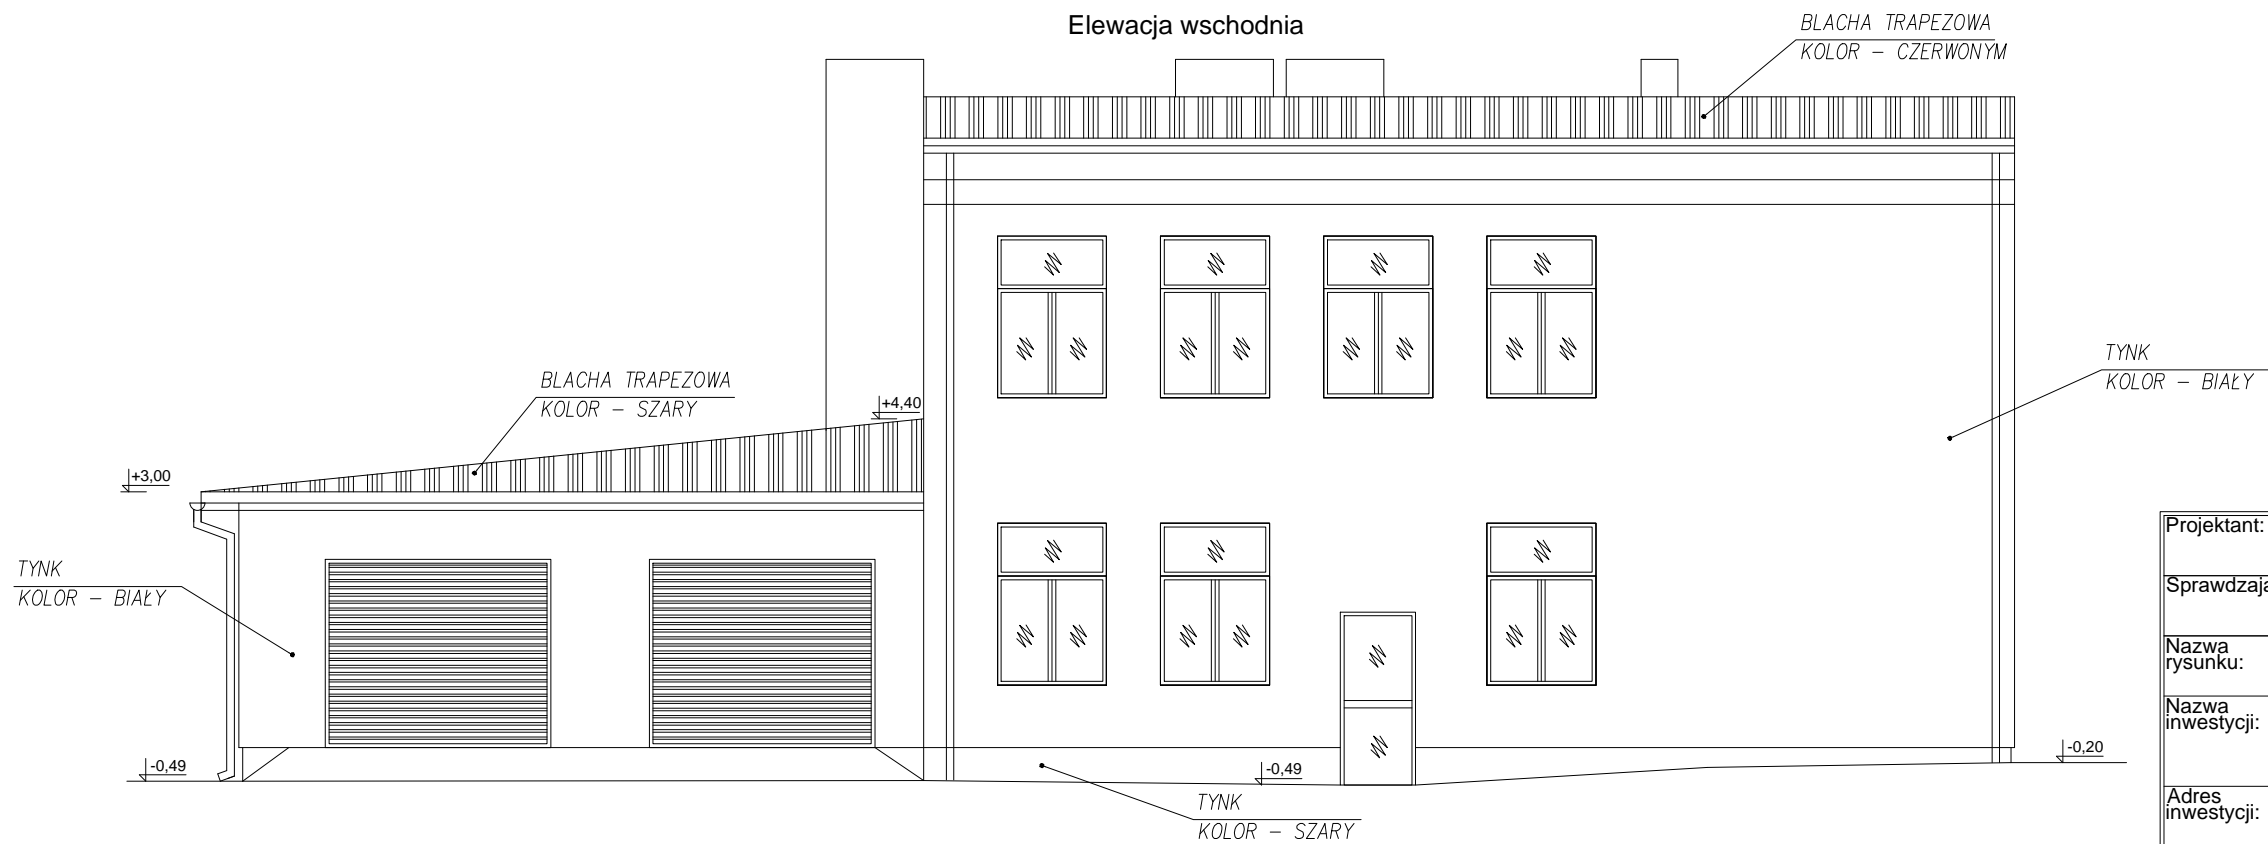 Elewacja wschodnia
BLACHA TRAPEZOWA
KOLOR – CZERWONYM
BLACHA TRAPEZOWA
KOLOR – SZARY
+4,40
+3,00
TYNK
KOLOR – BIAŁY
TYNK
KOLOR – BIAŁY
-0,49
-0,49
-0,20
TYNK
KOLOR – SZARY
Projektant:
Sprawdzają
Nazwa
rysunku:
Nazwa
inwestycji:
Adres
inwestycji: